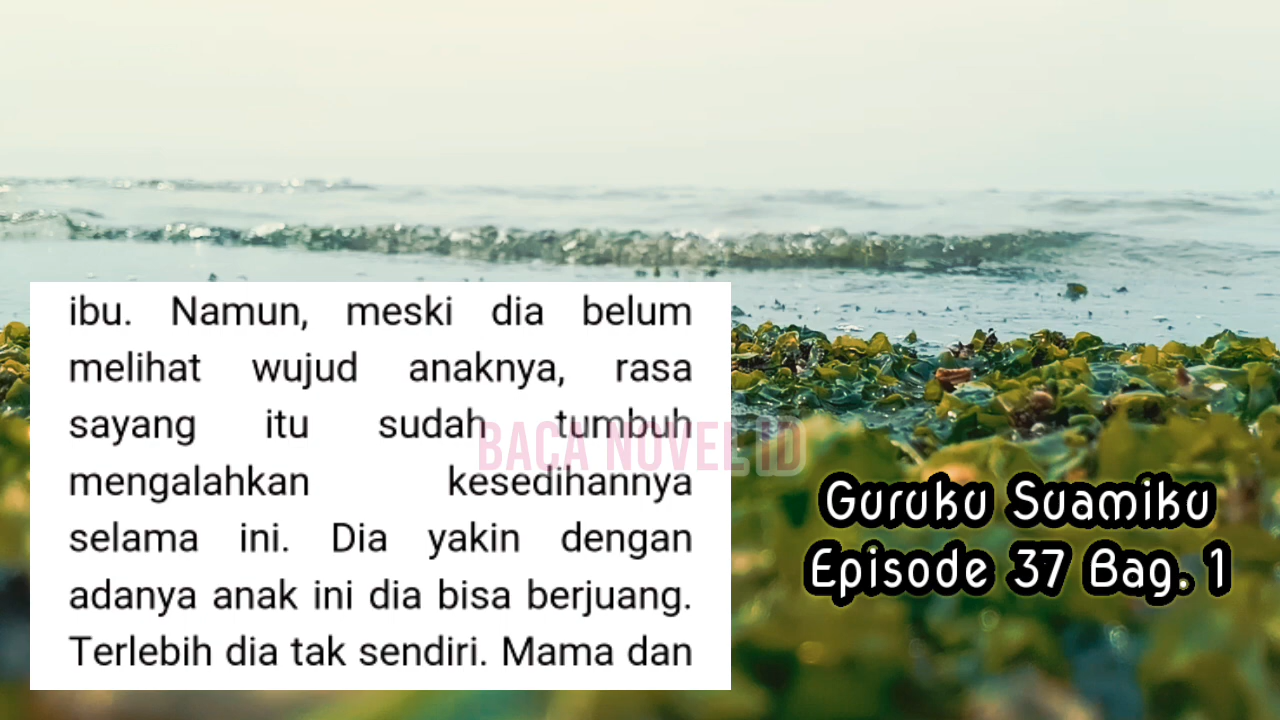 ibu. Namun, meski dia belum
melihat wujud anaknya, rasa
sayang itu sudah tumbuh
mengalahkan kesedihannya
selama ini. Dia yakin dengan
adanya anak ini dia bisa berjuang.
Terlebih dia tak sendiri. Mama dan
BACA NOVEL ID
Guruku Suamiku
Episode 37 Bag. 1